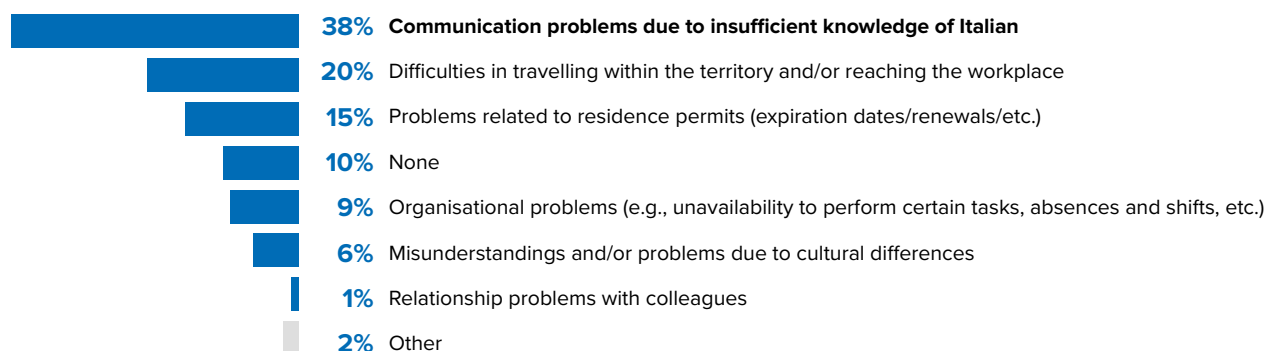 38% Communication problems due to insufficient knowledge of Italian
20% Difficulties in travelling within the territory and/or reaching the workplace
15% Problems related to residence permits (expiration dates/renewals/etc.)
10% None
9% Organisational problems (e.g., unavailability to perform certain tasks, absences and shifts, etc.)
6% Misunderstandings and/or problems due to cultural differences
1% Relationship problems with colleagues
2% Other